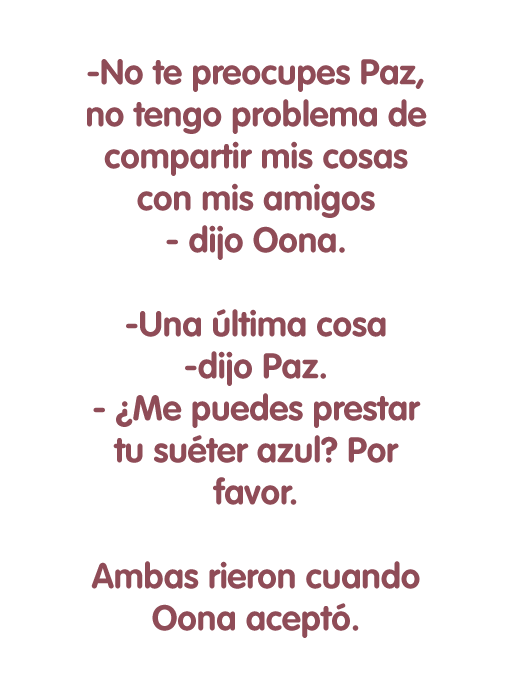 -No te preocupes Paz,
no tengo problema de
compartir mis cosas
con mis amigos
- dijo Oona.
-Una última cosa
-dijo Paz.
- ¿Me puedes prestar
tu suéter azul? Por
favor.
Ambas rieron cuando
Oona aceptó.